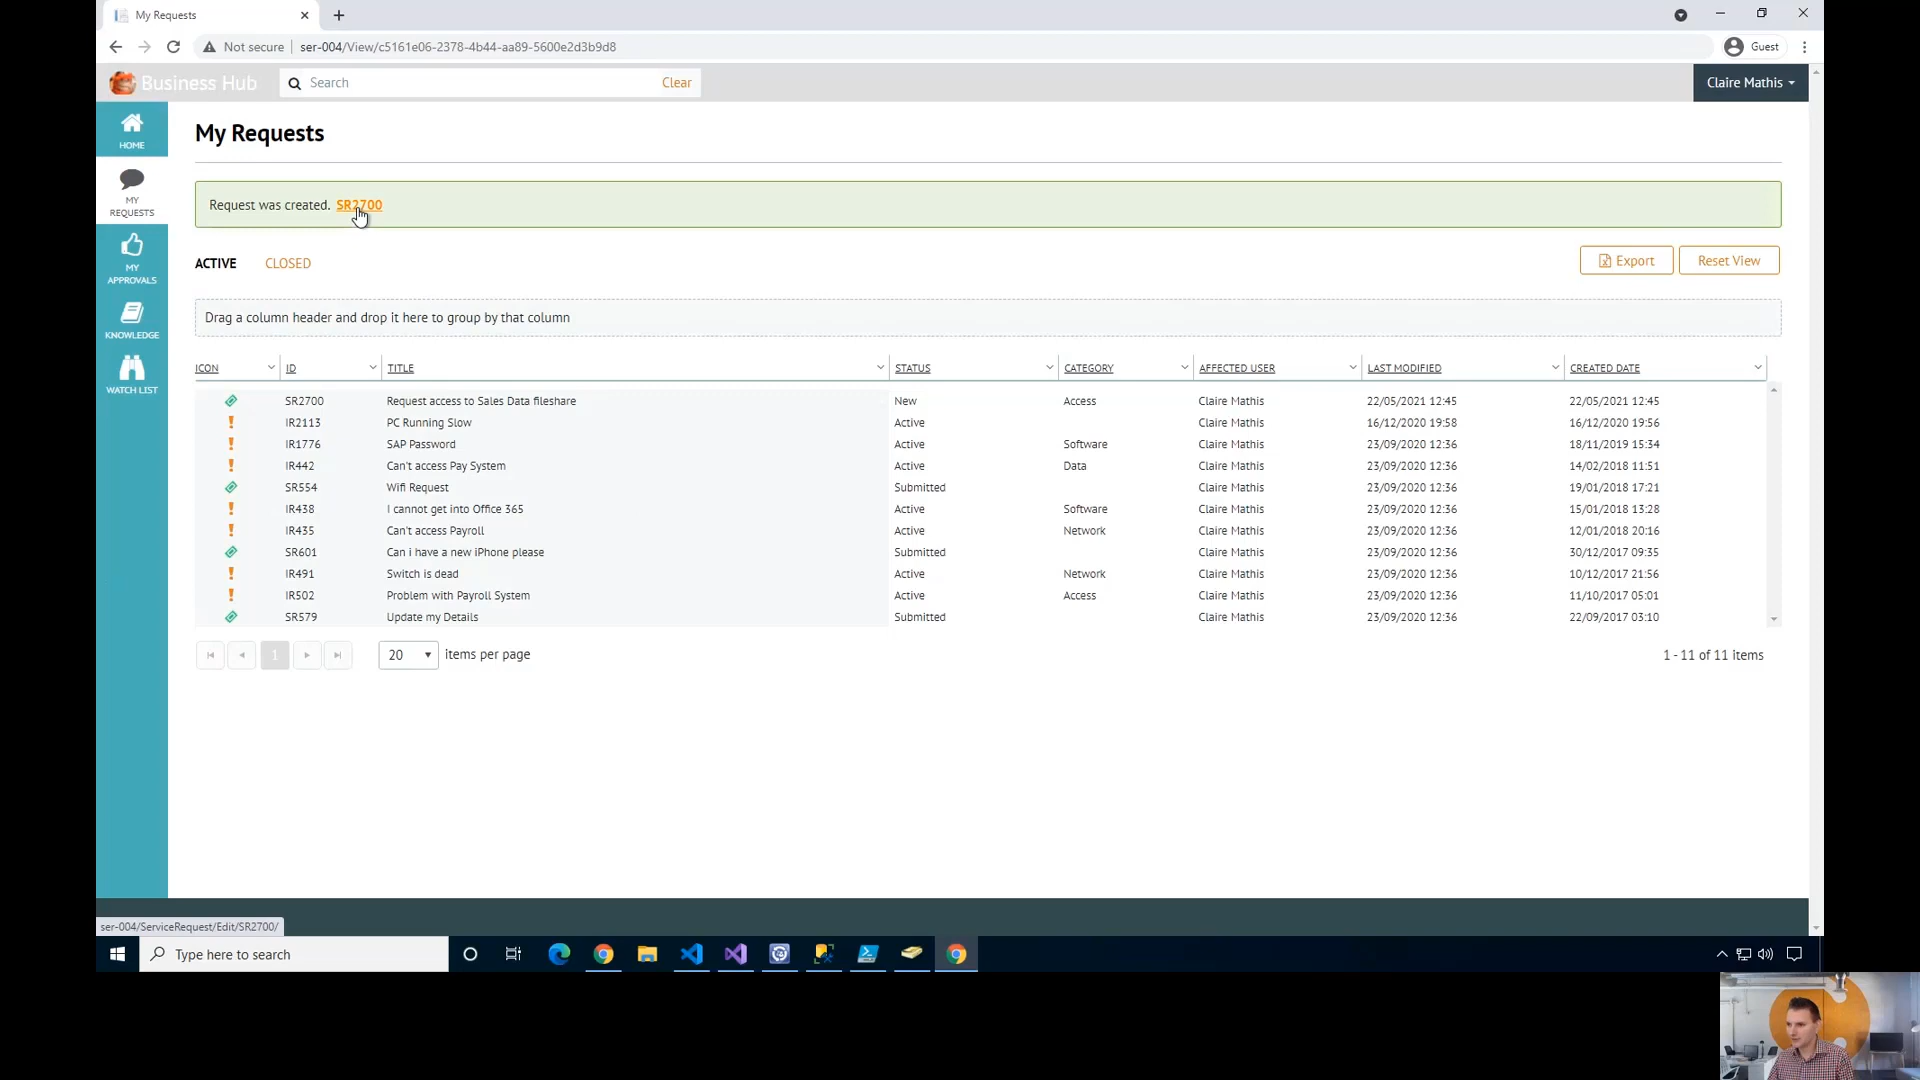 My Requests
Not secure ser-004/View/c5161e06-2378-4b44-aa89-5600e2d3b9d8
Guest
Business Hub
Search
Clear
Claire Mathis
HOME
MY
REQUESTS
MY
APPROVALS
KNOWLEDGE
WATCH LIST
My Requests
Request was created. SR2700
ACTIVE CLOSED
Export Reset View
Drag a column header and drop it here to group by that column
ICON ID TITLE STATUS CATEGORY AFFECTED USER LAST MODIFIED CREATED DATE
SR2700 Request access to Sales Data fileshare New Access Claire Mathis 22/05/2021 12:45 22/05/2021 12:45
IR2113 PC Running Slow Active Claire Mathis 16/12/2020 19:58 16/12/2020 19:56
IR1776 SAP Password Active Software Claire Mathis 23/09/2020 12:36 18/11/2019 15:34
IR442 Can't access Pay System Active Data Claire Mathis 23/09/2020 12:36 14/02/2018 11:51
SR554 Wifi Request Submitted Claire Mathis 23/09/2020 12:36 19/01/2018 17:21
IR438 I cannot get into Office 365 Active Software Claire Mathis 23/09/2020 12:36 15/01/2018 13:28
IR435 Can't access Payroll Active Network Claire Mathis 23/09/2020 12:36 12/01/2018 20:16
SR601 Can i have a new iPhone please Submitted Claire Mathis 23/09/2020 12:36 30/12/2017 09:35
IR491 Switch is dead Active Network Claire Mathis 23/09/2020 12:36 10/12/2017 21:56
IR502 Problem with Payroll System Active Access Claire Mathis 23/09/2020 12:36 11/10/2017 05:01
SR579 Update my Details Submitted Claire Mathis 23/09/2020 12:36 22/09/2017 03:10
1 20 items per page 1 - 11 of 11 items
ser-004/ServiceRequest/Edit/SR2700/
Type here to search